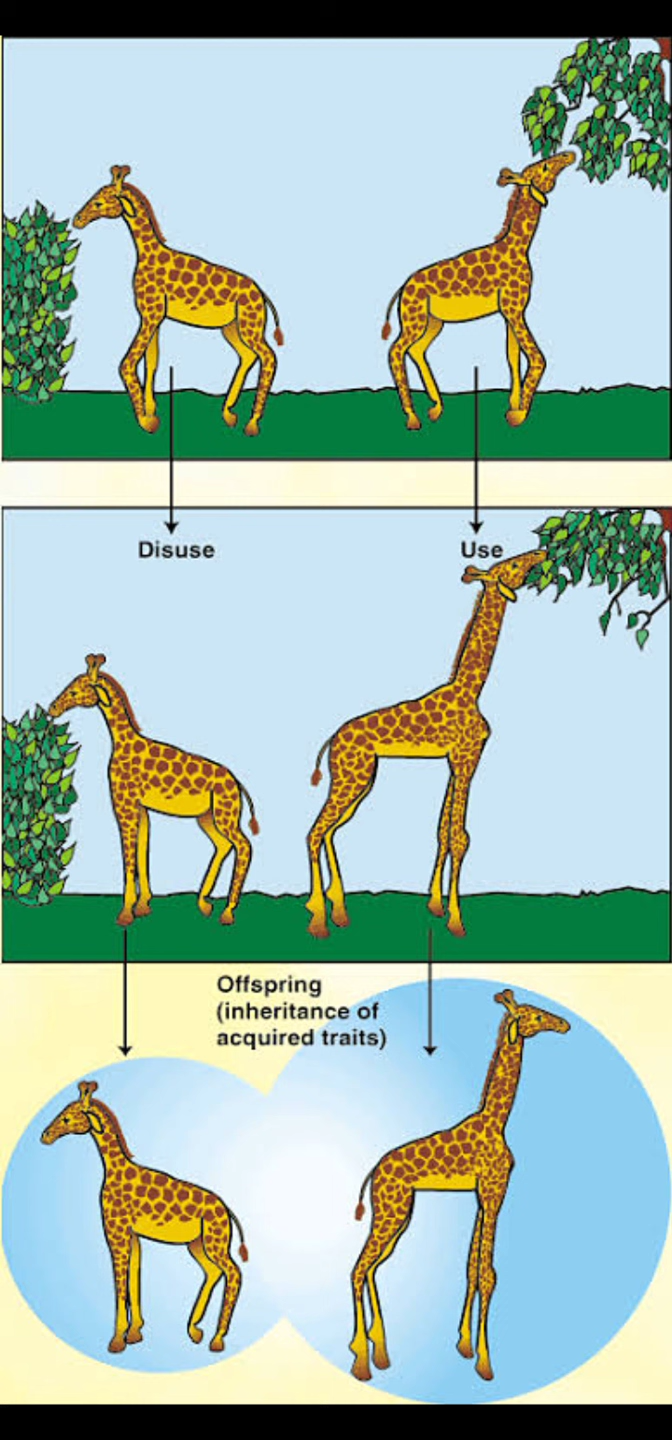 Disuse
Use
Offspring
(inheritance of
acquired traits)